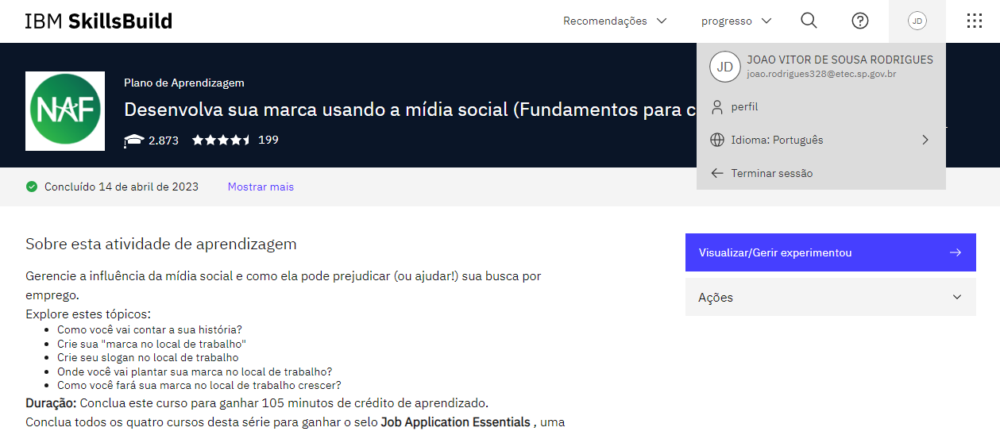 IBM SkillsBuild
Recomendações
progresso
JD
JD
JOAO VITOR DE SOUSA RODRIGUES
joao.rodrigues328@etec.sp.gov.br
perfil
Idioma: Português
Terminar sessão
NAF
Plano de Aprendizagem
Desenvolva sua marca usando a mídia social (Fundamentos para c
2.873
199
Concluído 14 de abril de 2023
Mostrar mais
Sobre esta atividade de aprendizagem
Gerencie a influência da mídia social e como ela pode prejudicar (ou ajudar!) sua busca por
emprego.
Explore estes tópicos:
Como você vai contar a sua história?
Crie sua "marca no local de trabalho"
Crie seu slogan no local de trabalho
Onde você vai plantar sua marca no local de trabalho?
Como você fará sua marca no local de trabalho crescer?
Duração: Conclua este curso para ganhar 105 minutos de crédito de aprendizado.
Conclua todos os quatro cursos desta série para ganhar o selo Job Application Essentials , uma
Visualizar/Gerir experimentou
Ações